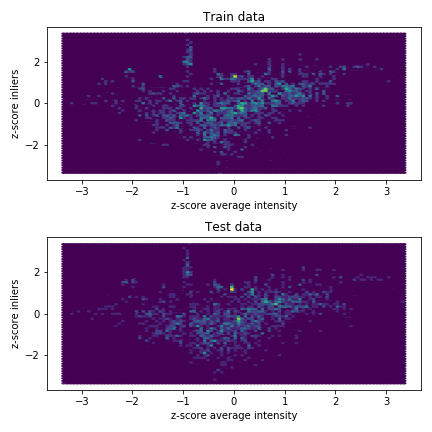 Train data
z-score inliers
2
0
−2
−3 −2 −1 0 1 2 3
z-score average intensity
Test data
z-score inliers
2
0
−2
−3 −2 −1 0 1 2 3
z-score average intensity